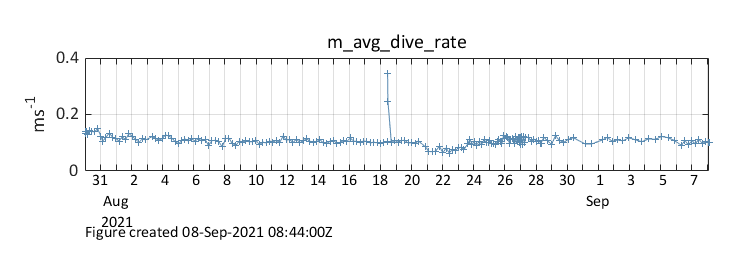 m_avg_dive_rate
0.4
0.2
0
ms-1
31 2 4 6 8 10 12 14 16 18 20 22 24 26 28 30 1 3 5 7
Aug Sep
2021
Figure created 08-Sep-2021 08:44:00Z